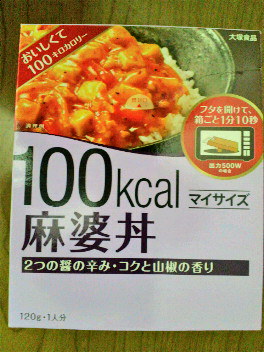 大塚食品
おいしくて
100キロカロリー
フタを開けて、
箱ごと1分10秒
出力500W
調理例
100kcal
マイサイズ
麻婆丼
2つの醤の辛み・コクと山椒の香り
120g・1人分